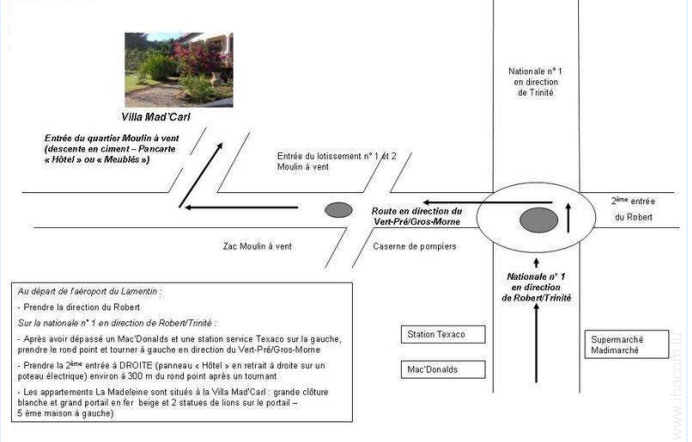 Nationale n° 1
en direction
de Trinité
Villa Mad'Carl
Entrée du quartier Moulin à vent
(descente en ciment – Pancarte
« Hôtel » ou « Meublés »)
Entrée du lotissement n° 1 et 2
Moulin à vent
2ème entrée
du Robert
Route en direction du
Vert-Pré/Gros-Morne
Zac Moulin à vent
Caserne de pompiers
Nationale n° 1
en direction
de Robert/Trinité
Au départ de l'aéroport du Lamentin :
- Prendre la direction du Robert
Sur la nationale n° 1 en direction de Robert/Trinité :
- Après avoir dépassé un Mac'Donalds et une station service Texaco sur la gauche,
prendre le rond point et tourner à gauche en direction du Vert-Pré/Gros-Morne
- Prendre la 2ème entrée à DROITE (panneau « Hôtel » en retrait à droite sur un
poteau électrique) environ à 300 m du rond point après un tournant
- Les appartements La Madeleine sont situés à la Villa Mad'Carl : grande clôture
blanche et grand portail en fer beige et 2 statues de lions sur le portail –
5 ème maison à gauche)
Station Texaco
Mac'Donalds
Supermarché
Madimarché
www.ihacom.lu